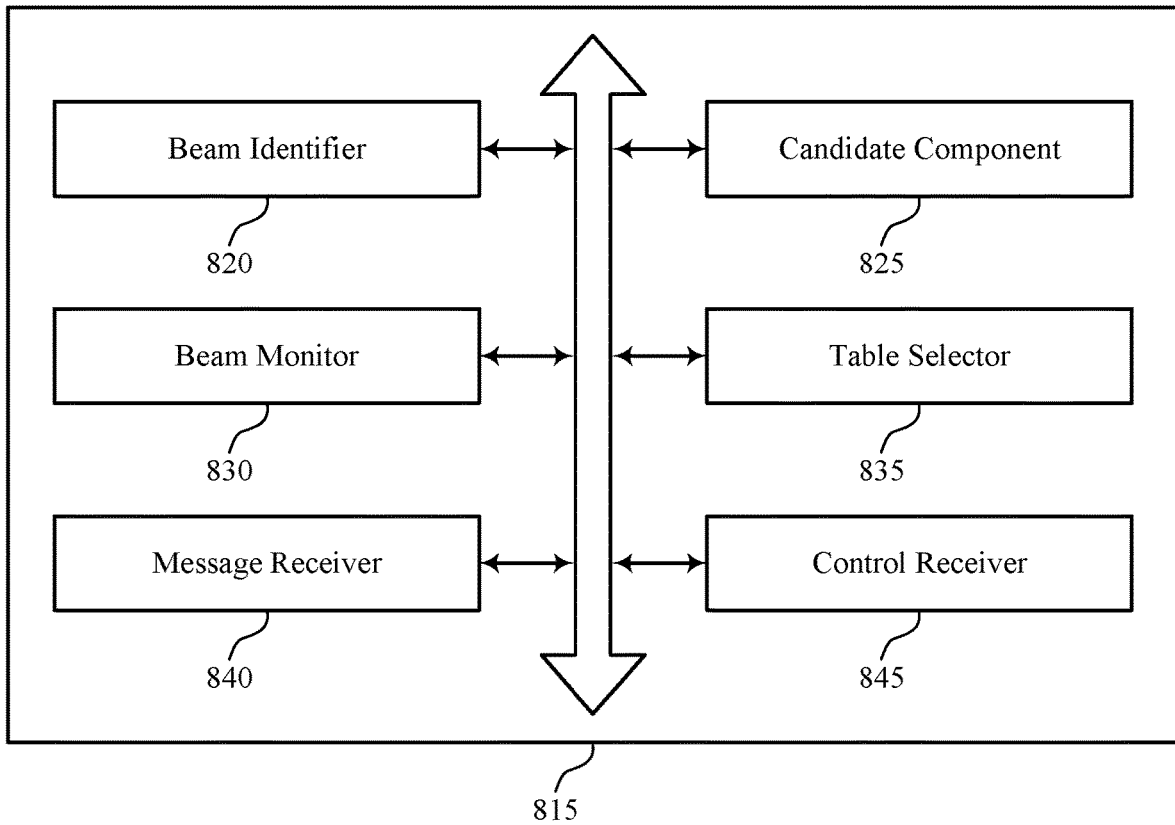 Beam Identifier
Candidate Component
820
825
Beam Monitor
Table Selector
830
835
Message Receiver
Control Receiver
840
845
815